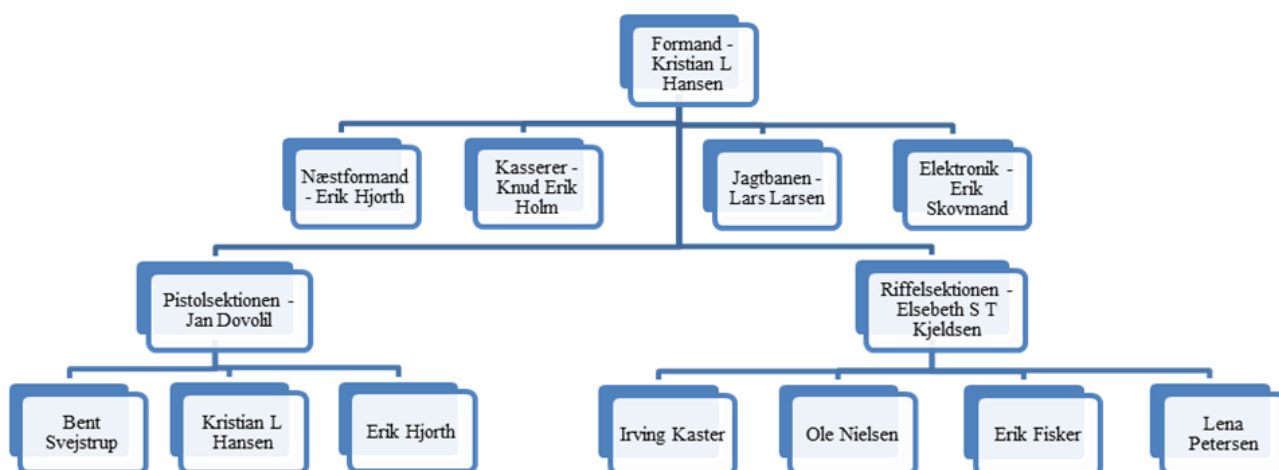 Formand -
Kristian L
Hansen
Næstformand
- Erik Hjorth
Kasserer -
Knud Erik
Holm
Jagtbanen -
Lars Larsen
Elektronik -
Erik
Skovmand
Pistolsektionen -
Jan Dovolil
Riffelsektionen -
Elsebeth S T
Kjeldsen
Bent
Svejstrup
Kristian L
Hansen
Erik Hjorth
Irving Kaster
Ole Nielsen
Erik Fisker
Lena
Petersen